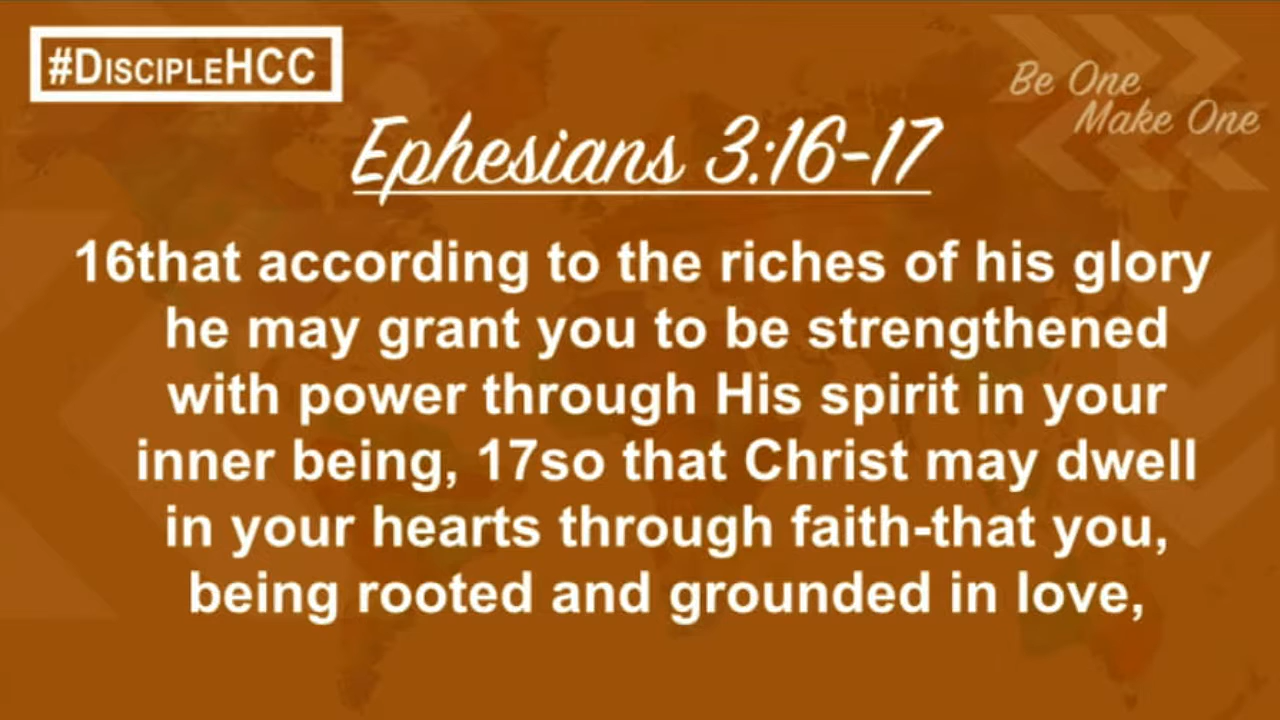 #DISCIPLEHCC
Be One
Make One
Ephesians 3:16-17
16that according to the riches of his glory
he may grant you to be strengthened
with power through His spirit in your
inner being, 17so that Christ may dwell
in your hearts through faith-that you,
being rooted and grounded in love,